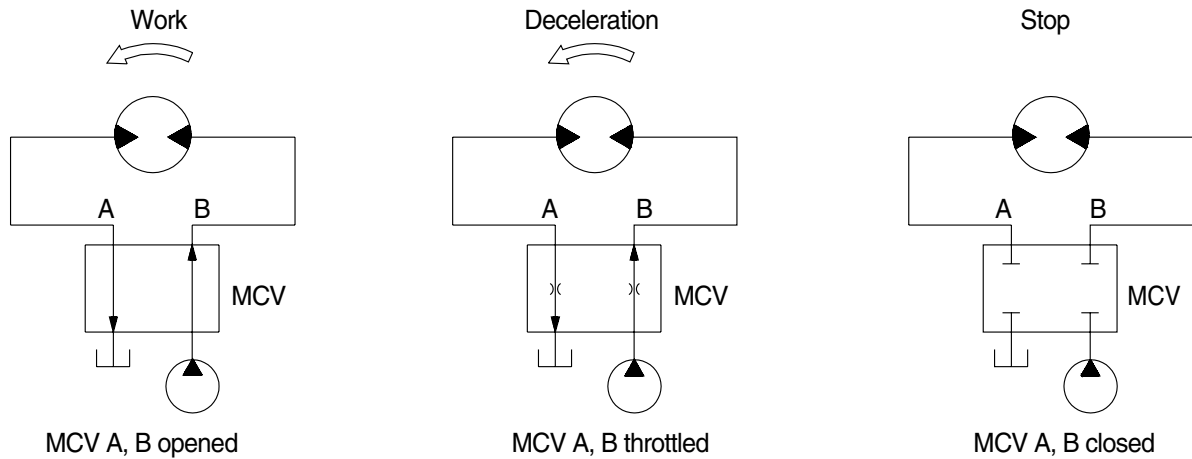 Work
Deceleration
Stop
A B
A B
A B
MCV
MCV
MCV
MCV A, B opened
MCV A, B throttled
MCV A, B closed